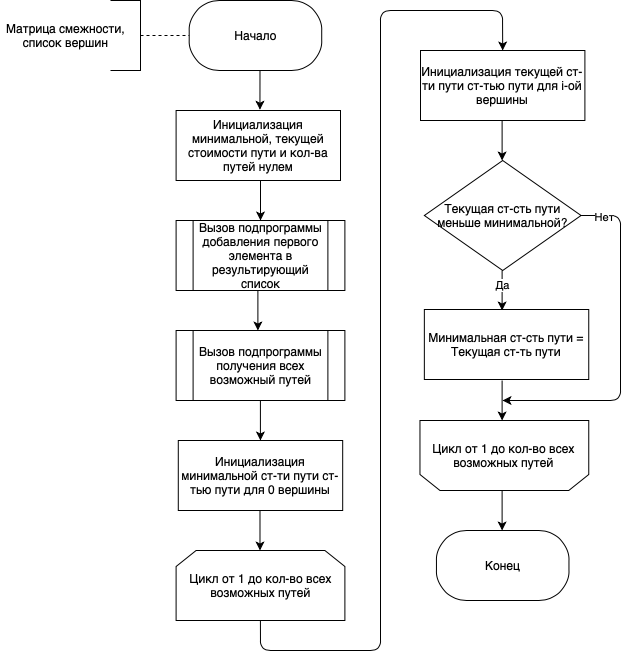 Матрица смежности,
список вершин
Начало
Инициализация
минимальной, текущей
стоимости пути и кол-ва
путей нулем
Вызов подпрограммы
добавления первого
элемента в
результирующий
список
Вызов подпрограммы
получения всех
возможный путей
Инициализация
минимальной ст-ти пути ст-
тью пути для 0 вершины
Цикл от 1 до кол-во всех
возможных путей
Инициализация текущей ст-
ти пути ст-тью пути для i-ой
вершины
Текущая ст-сть пути
меньше минимальной?
Нет
Да
Минимальная ст-сть пути =
Текущая ст-ть пути
Цикл от 1 до кол-во всех
возможных путей
Конец